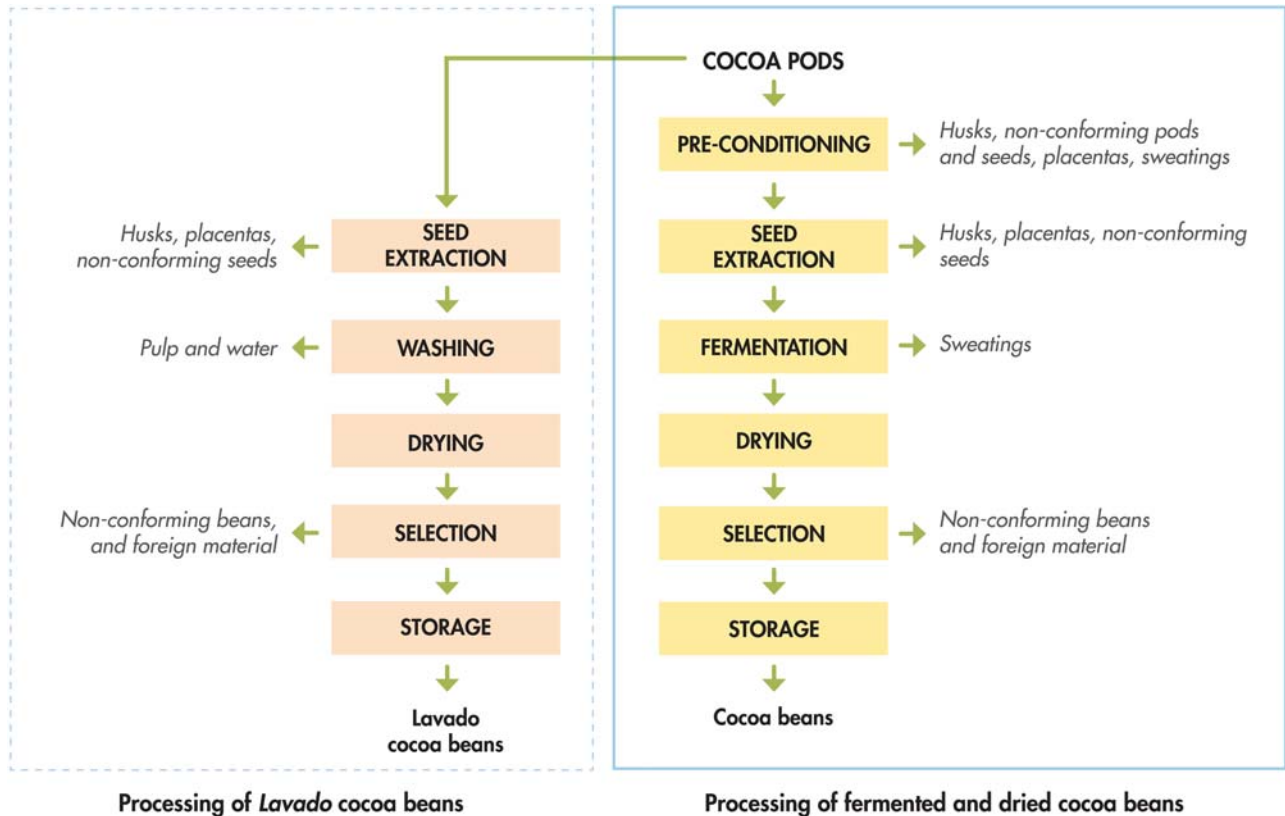 COCOA PODS
PRE-CONDITIONING
Husks, non-conforming pods
and seeds, placentas, sweatings
Husks, placentas,
non-conforming seeds
SEED
EXTRACTION
SEED
EXTRACTION
Husks, placentas, non-conforming
seeds
Pulp and water
WASHING
FERMENTATION
Sweatings
DRYING
DRYING
Non-conforming beans,
and foreign material
SELECTION
SELECTION
Non-conforming beans
and foreign material
STORAGE
STORAGE
Lavado
cocoa beans
Cocoa beans
Processing of Lavado cocoa beans
Processing of fermented and dried cocoa beans